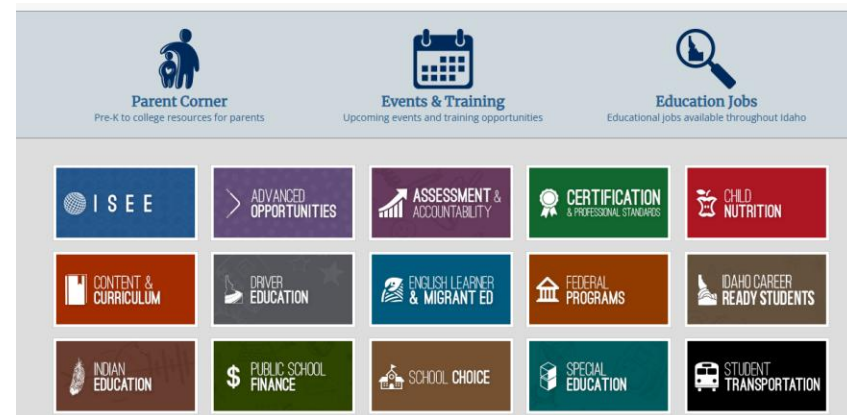 Parent Corner
Pre-K to college resources for parents
Events & Training
Upcoming events and training opportunities
Education Jobs
Educational jobs available throughout Idaho
ISEE
ADVANCED
OPPORTUNITIES
ASSESSMENT &
ACCOUNTABILITY
CERTIFICATION
& PROFESSIONAL STANDARDS
CHILD
NUTRITION
CONTENT &
CURRICULUM
DRIVER
EDUCATION
ENGLISH LEARNER
& MIGRANT ED
FEDERAL
PROGRAMS
IDAHO CAREER
READY STUDENTS
INDIAN
EDUCATION
PUBLIC SCHOOL
FINANCE
SCHOOL CHOICE
SPECIAL
EDUCATION
STUDENT
TRANSPORTATION